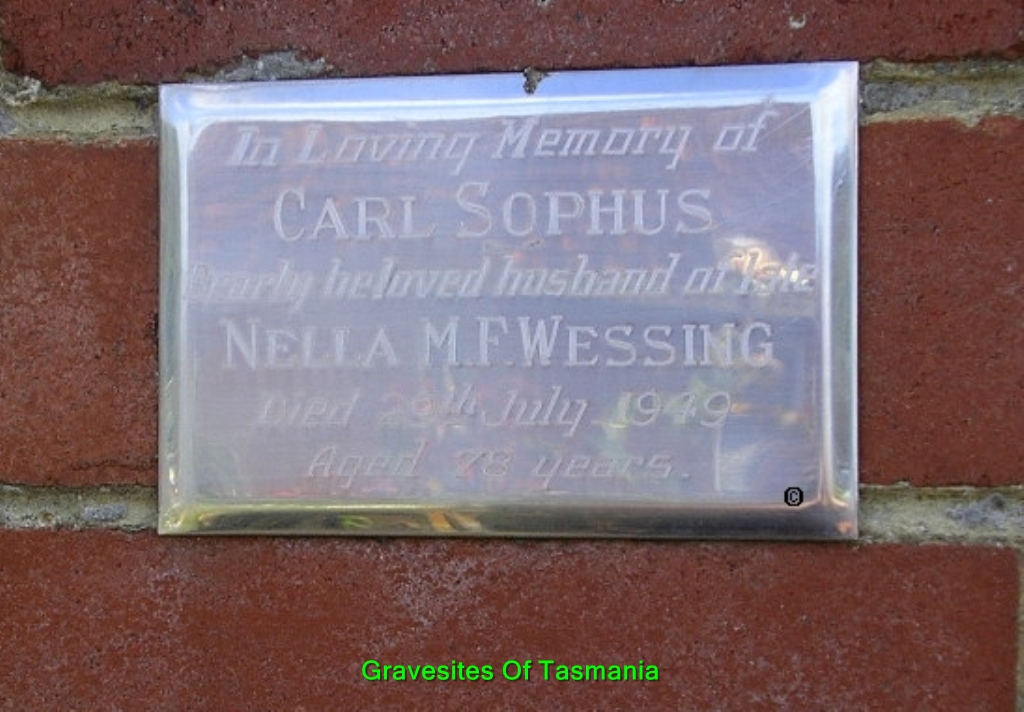 In Loving Memory of
CARL SOPHUS
Dearly beloved husband of late
NELLA M.F. WESSING
Died 29th July 1949
Aged 78 years.
©
Gravesites Of Tasmania